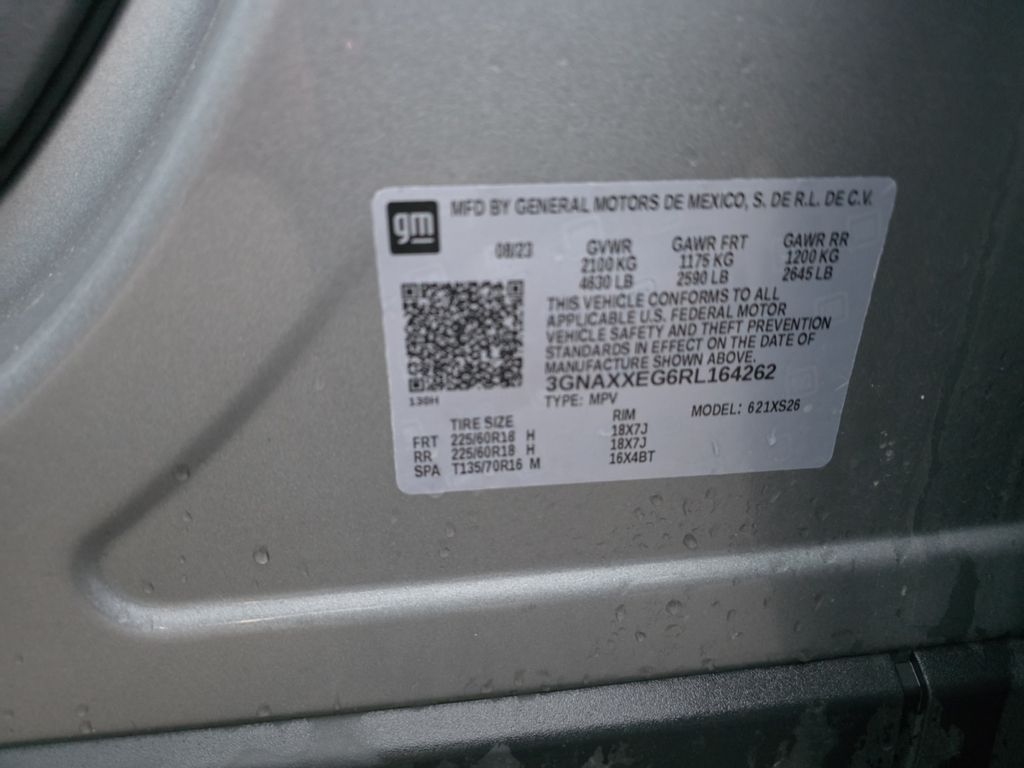 gm
MFD BY GENERAL MOTORS DE MEXICO, S. DE R.L. DE C.V.
08/23 GVWR GAWR FRT GAWR RR
2100 KG 1175 KG 1200 KG
4630 LB 2590 LB 2645 LB
THIS VEHICLE CONFORMS TO ALL
APPLICABLE U.S. FEDERAL MOTOR
VEHICLE SAFETY AND THEFT PREVENTION
STANDARDS IN EFFECT ON THE DATE OF
MANUFACTURE SHOWN ABOVE.
3GNAXXEG6RL164262
138H
TYPE: MPV MODEL: 621XS26
TIRE SIZE RIM
FRT 225/60R18 H 18X7J
RR 225/60R18 H 18X7J
SPA T135/70R16 M 16X4BT